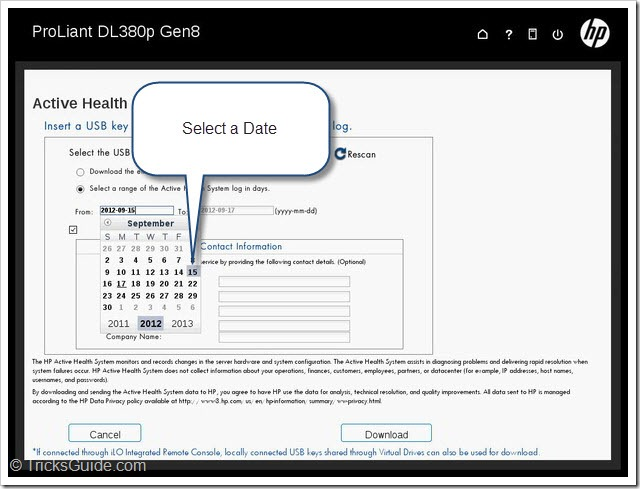 ProLiant DL380p Gen8
?
hp
Active Health
Insert a USB key log.
Select a Date
Select the USB Rescan
Download the e
Select a range of the Active Health System log in days.
From: 2012-09-15 To: 2012-09-17 (yyyy-mm-dd)
September
S M T W T F
26 27 28 29 30 31
2 3 4 5 6 7 8
9 10 11 12 13 14 15
16 17 18 19 20 21 22
23 24 25 26 27 28 29
30 1 2 3 4 5 6
2011 2012 2013
Contact Information
service by providing the following contact details. (Optional)
Company Name:
The HP Active Health System monitors and records changes in the server hardware and system configuration. The Active Health System assists in diagnosing problems and delivering rapid resolution when
system failures occur. HP Active Health System does not collect information about your operations, finances, customers, employees, partners, or datacenter (for example, IP addresses, host names,
usernames, and passwords).
By downloading and sending the Active Health System data to HP, you agree to have HP use the data for analysis, technical resolution, and quality improvements. All data sent to HP is managed
according to the HP Data Privacy policy available at http://www8.hp.com/us/en/hp-information/summary/ww-privacy.html.
Cancel Download
*If connected through iLO Integrated Remote Console, locally connected USB keys shared through Virtual Drives can also be used for download.
© TricksGuide.com